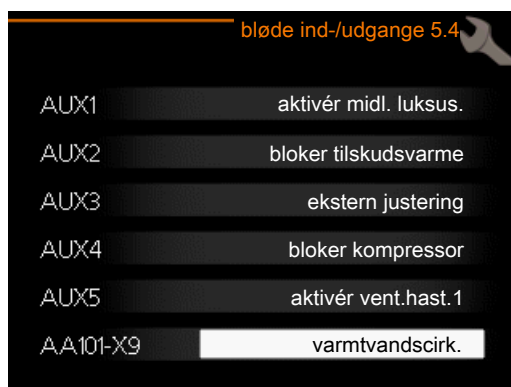 bløde ind-/udgange 5.4
AUX1 aktivér midl. luksus.
AUX2 bloker tilskudsvarme
AUX3 ekstern justering
AUX4 bloker kompressor
AUX5 aktivér vent.hast.1
AA101-X9 varmtvandscirk.